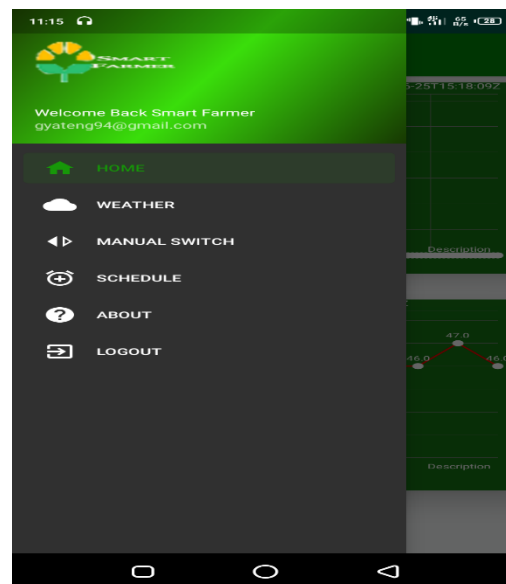 11:15
28
SMART
FARMER
Welcome Back Smart Farmer
gyateng94@gmail.com
-25T15:18:09Z
HOME
WEATHER
MANUAL SWITCH
Description
SCHEDULE
ABOUT
47.0
LOGOUT
46.0
46.0
Description